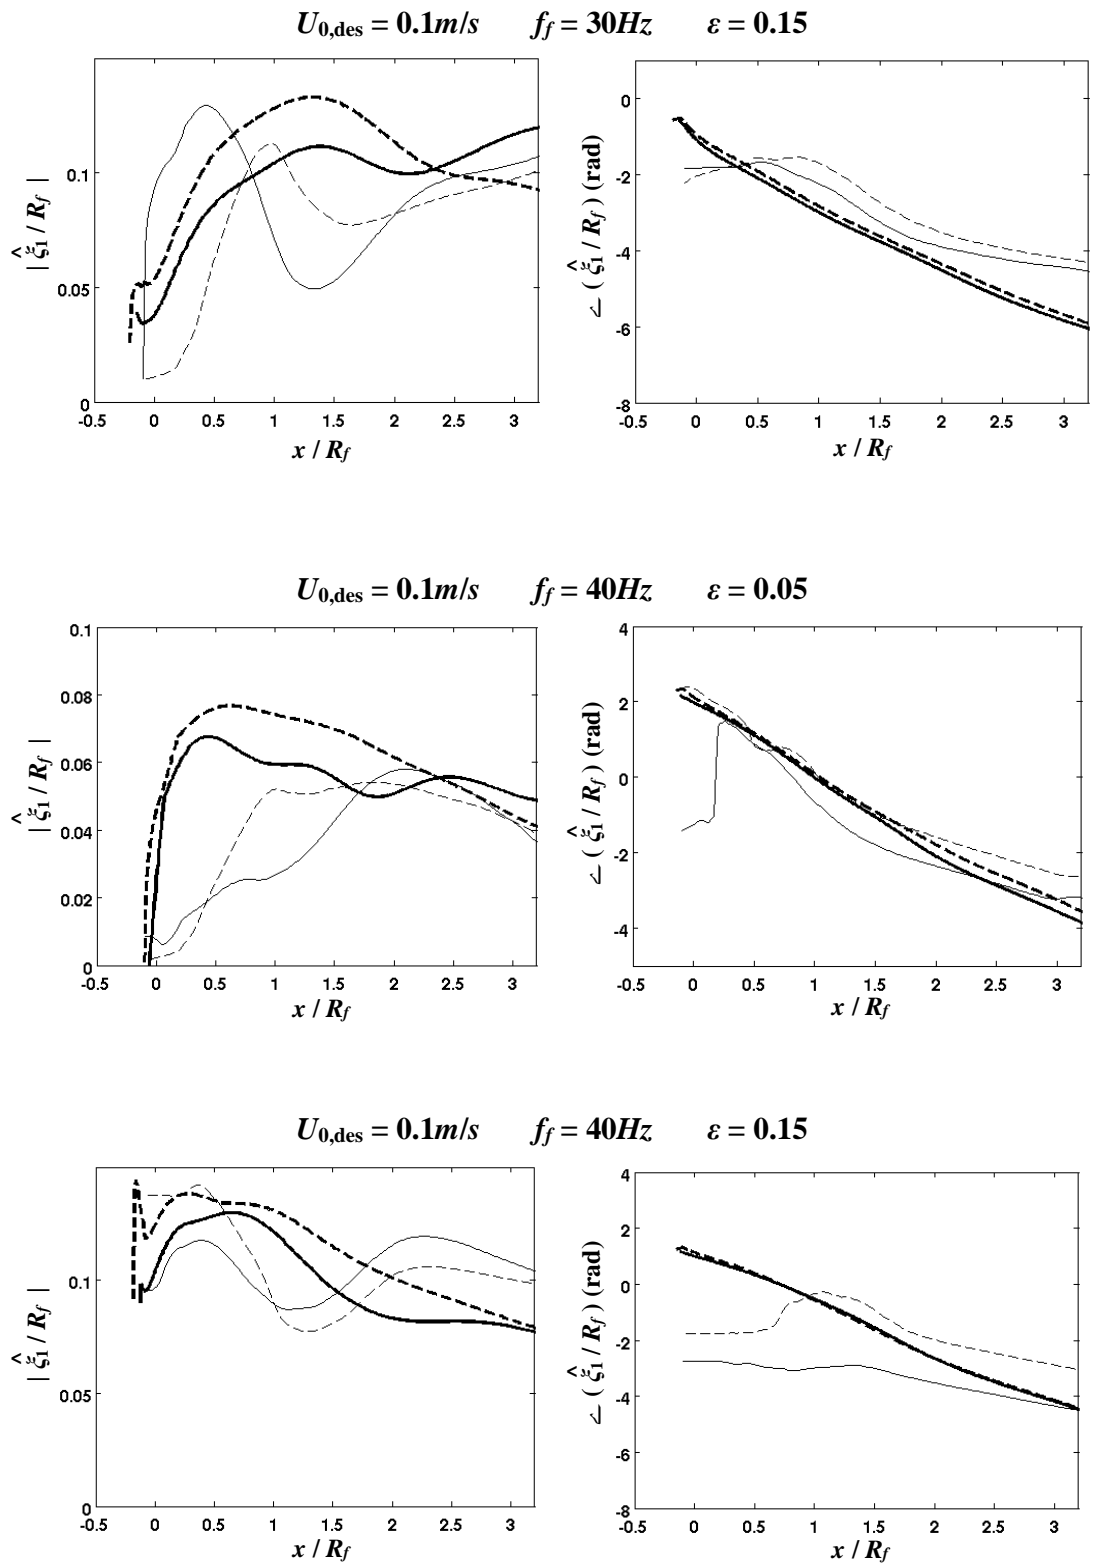 U0,des = 0.1m/s ff = 30Hz ε = 0.15
0.1
0.05
0
-0.5 0 0.5 1 1.5 2 2.5 3
x / Rf
| ξ̂1 / Rf |
0
-2
-4
-6
-8
-0.5 0 0.5 1 1.5 2 2.5 3
x / Rf
∠ ( ξ̂1 / Rf ) (rad)
U0,des = 0.1m/s ff = 40Hz ε = 0.05
0.1
0.08
0.06
0.04
0.02
0
-0.5 0 0.5 1 1.5 2 2.5 3
x / Rf
| ξ̂1 / Rf |
4
2
0
-2
-4
-0.5 0 0.5 1 1.5 2 2.5 3
x / Rf
∠ ( ξ̂1 / Rf ) (rad)
U0,des = 0.1m/s ff = 40Hz ε = 0.15
0.1
0.05
0
-0.5 0 0.5 1 1.5 2 2.5 3
x / Rf
| ξ̂1 / Rf |
4
2
0
-2
-4
-6
-8
-0.5 0 0.5 1 1.5 2 2.5 3
x / Rf
∠ ( ξ̂1 / Rf ) (rad)